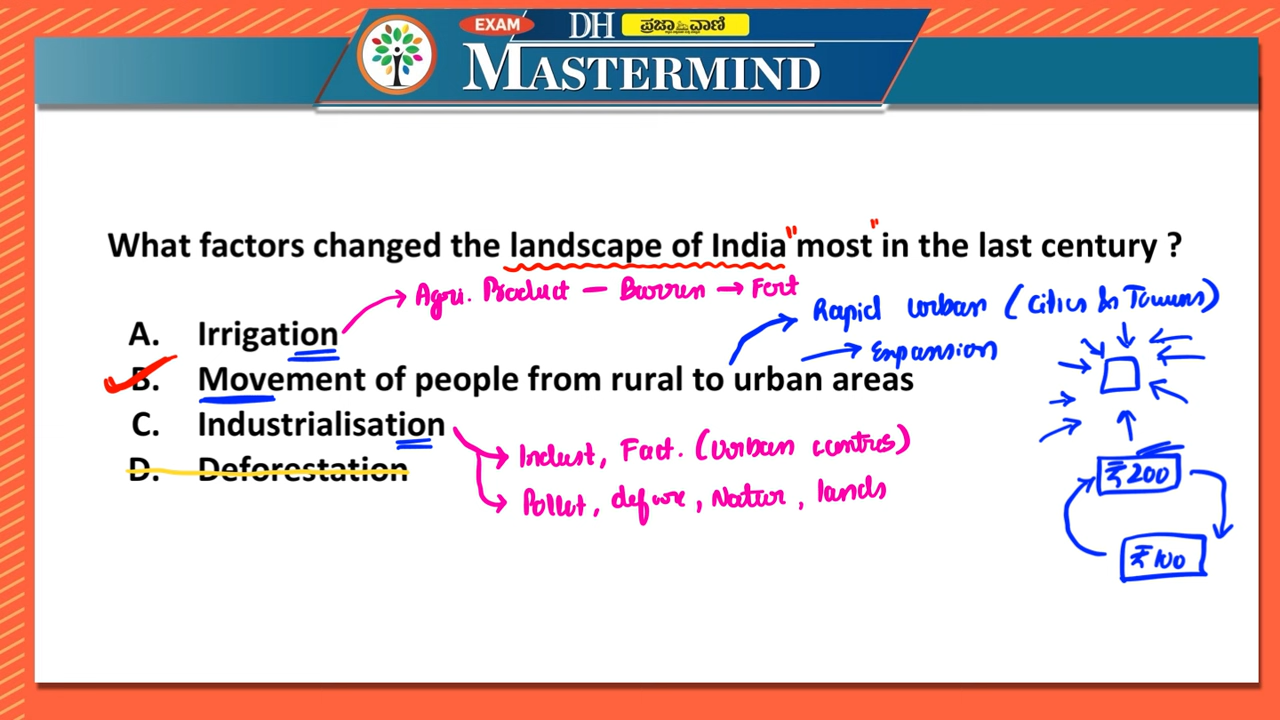 EXAM
DH ಪ್ರಜಾವಾಣಿ
MASTERMIND
What factors changed the landscape of India "most" in the last century ?
Agri. Product – Barren → Fert
Rapid urban (Cities & Towns)
A. Irrigation
Expansion
B. Movement of people from rural to urban areas
C. Industrialisation
Indust, Fact. (urban centres)
D. Deforestation
₹200
Pollut, defore, Natur, lands
₹100